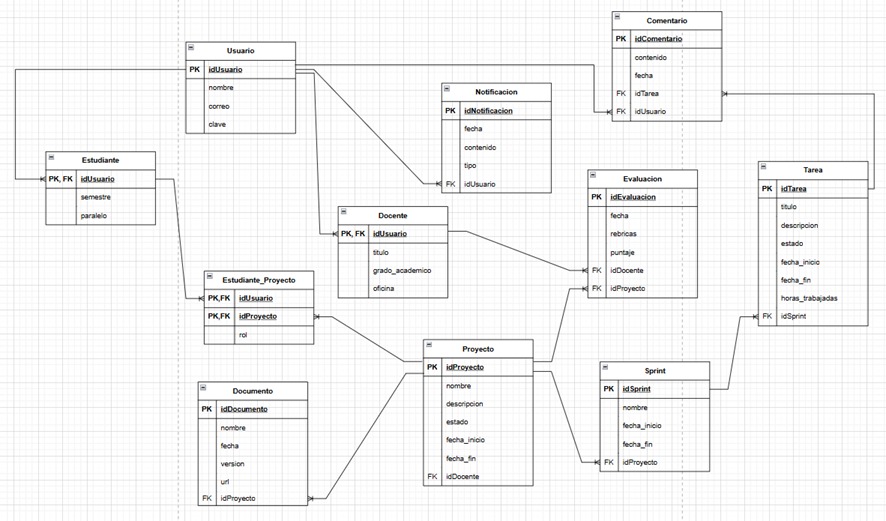 Usuario
PK idUsuario
nombre
correo
clave
Comentario
PK idComentario
contenido
fecha
FK idTarea
FK idUsuario
Notificacion
PK idNotificacion
fecha
contenido
tipo
FK idUsuario
Estudiante
PK, FK idUsuario
semestre
paralelo
Docente
PK, FK idUsuario
titulo
grado_academico
oficina
Evaluacion
PK idEvaluacion
fecha
rebricas
puntaje
FK idDocente
FK idProyecto
Tarea
PK idTarea
titulo
descripcion
estado
fecha_inicio
fecha_fin
horas_trabajadas
FK idSprint
Estudiante_Proyecto
PK,FK idUsuario
PK,FK idProyecto
rol
Proyecto
PK idProyecto
nombre
descripcion
estado
fecha_inicio
fecha_fin
FK idDocente
Sprint
PK idSprint
nombre
fecha_inicio
fecha_fin
FK idProyecto
Documento
PK idDocumento
nombre
fecha
version
url
FK idProyecto